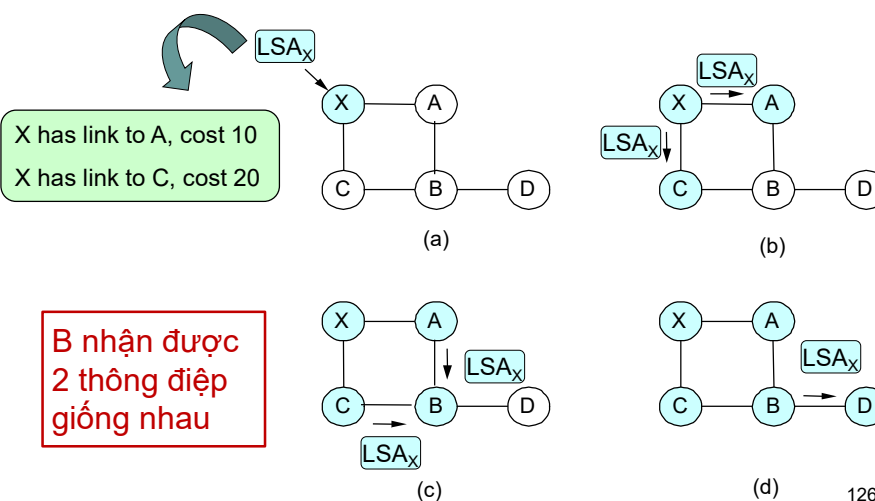 LSAX
X has link to A, cost 10
X has link to C, cost 20
X A
C B D
(a)
LSAX
X A
LSAX
C B D
(b)
B nhận được
2 thông điệp
giống nhau
X A
LSAX
C B D
LSAX
(c)
X A
LSAX
C B D
(d)
126